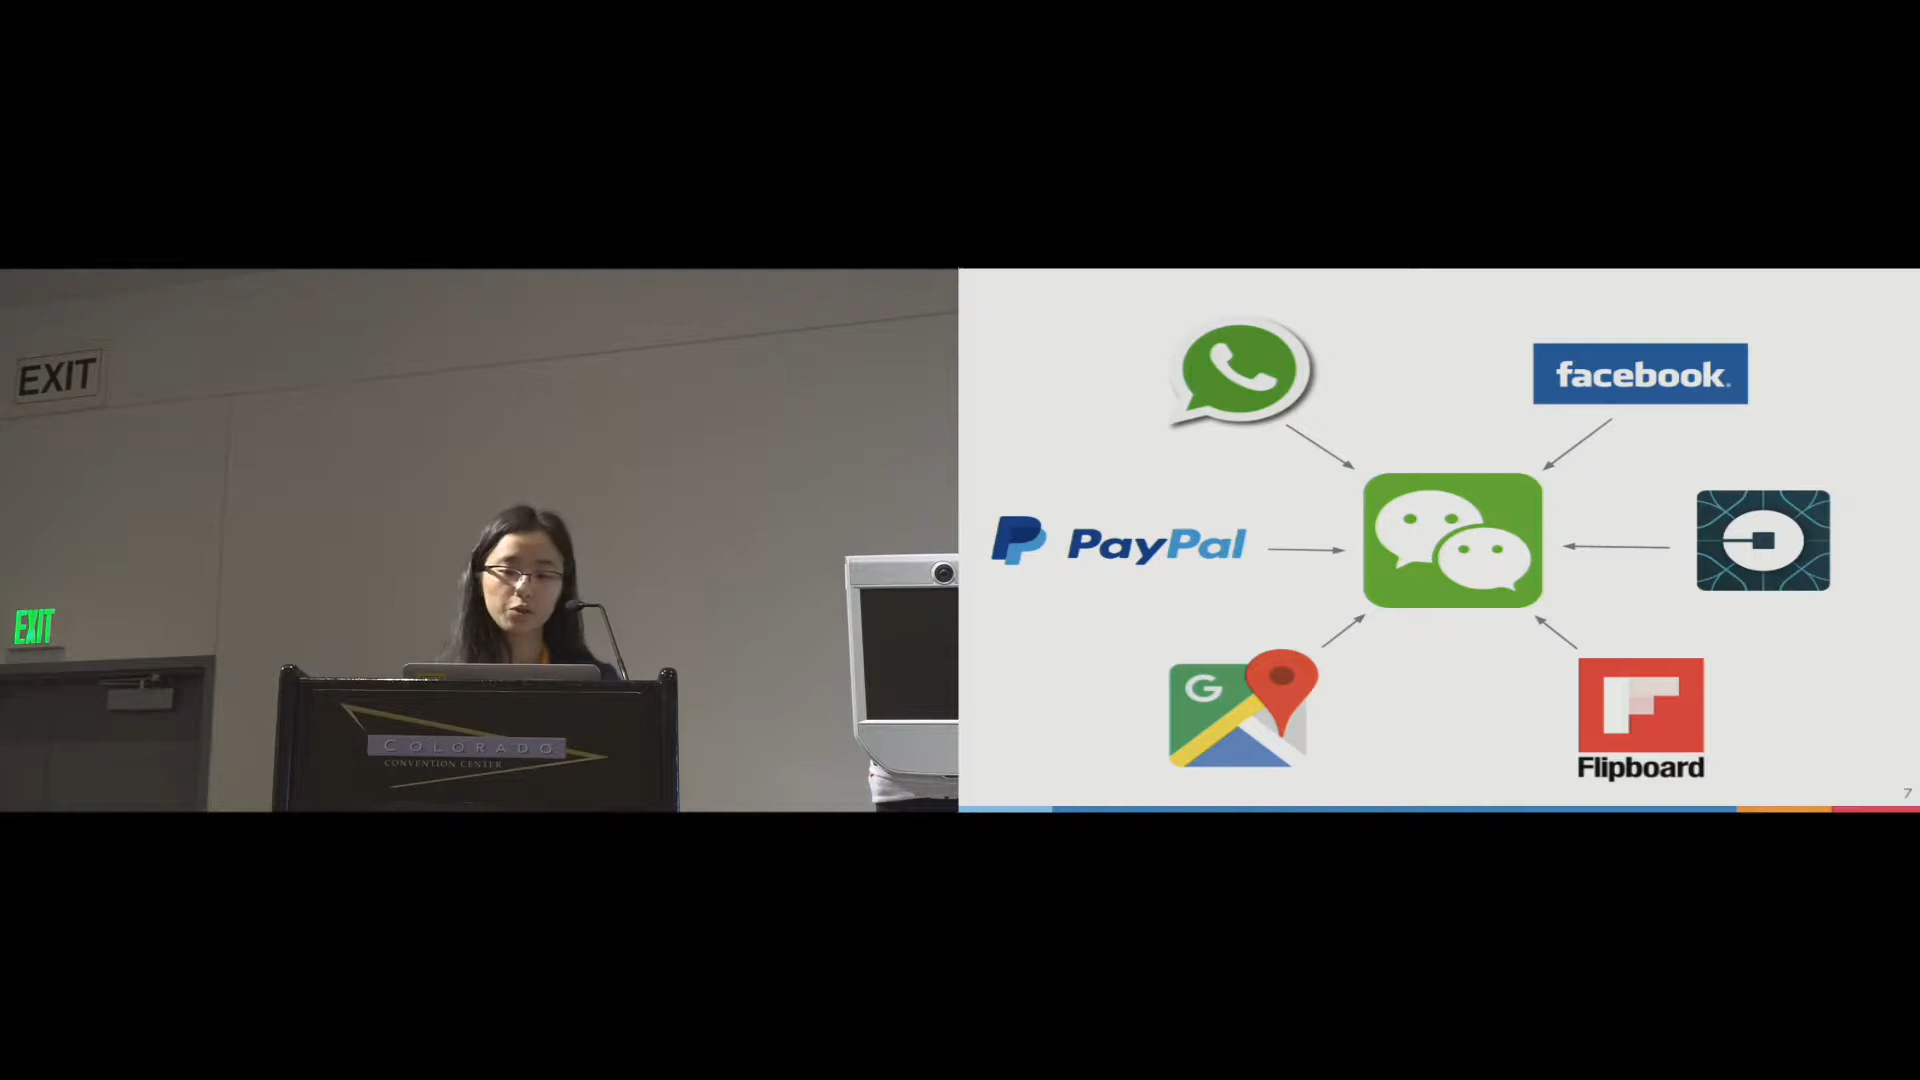 EXIT
EXIT
COLORADO
CONVENTION CENTER
facebook.
PayPal
G
Flipboard
7